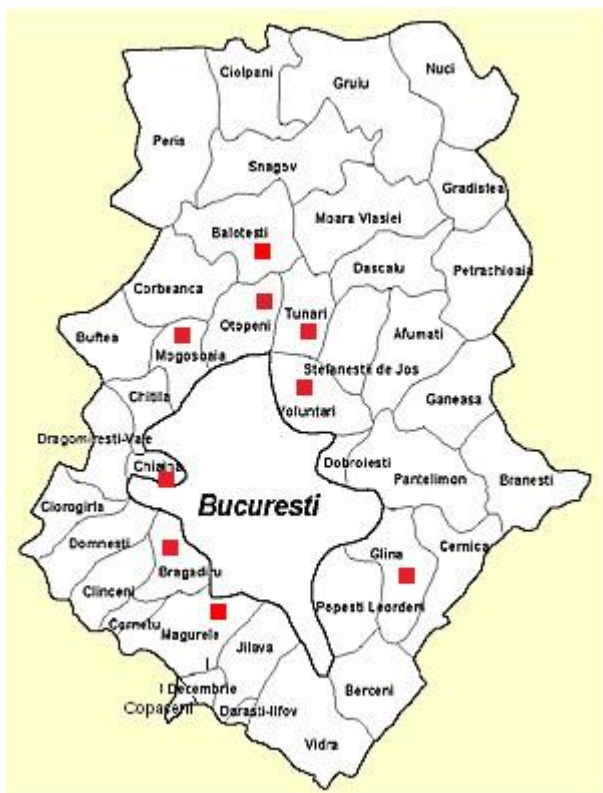 Ciolpani
Nuci
Gruiu
Peris
Snagov
Gradistea
Moara Vlasiei
Balotesti
Dascalu
Petrachioaia
Corbeanca
Tunari
Otopeni
Afumati
Buftea
Mogosoaia
Stefanestii de Jos
Chitila
Ganeasa
Voluntari
Dragomiresti-Vale
Dobroiesti
Chiajna
Pantelimon
Branesti
Bucuresti
Ciorogirla
Domnesti
Glina
Cernica
Bragadiru
Clinceni
Popesti Leordeni
Cornetu
Magurele
Jilava
I Decembrie
Berceni
Copaceni
Darasti-Ilfov
Vidra